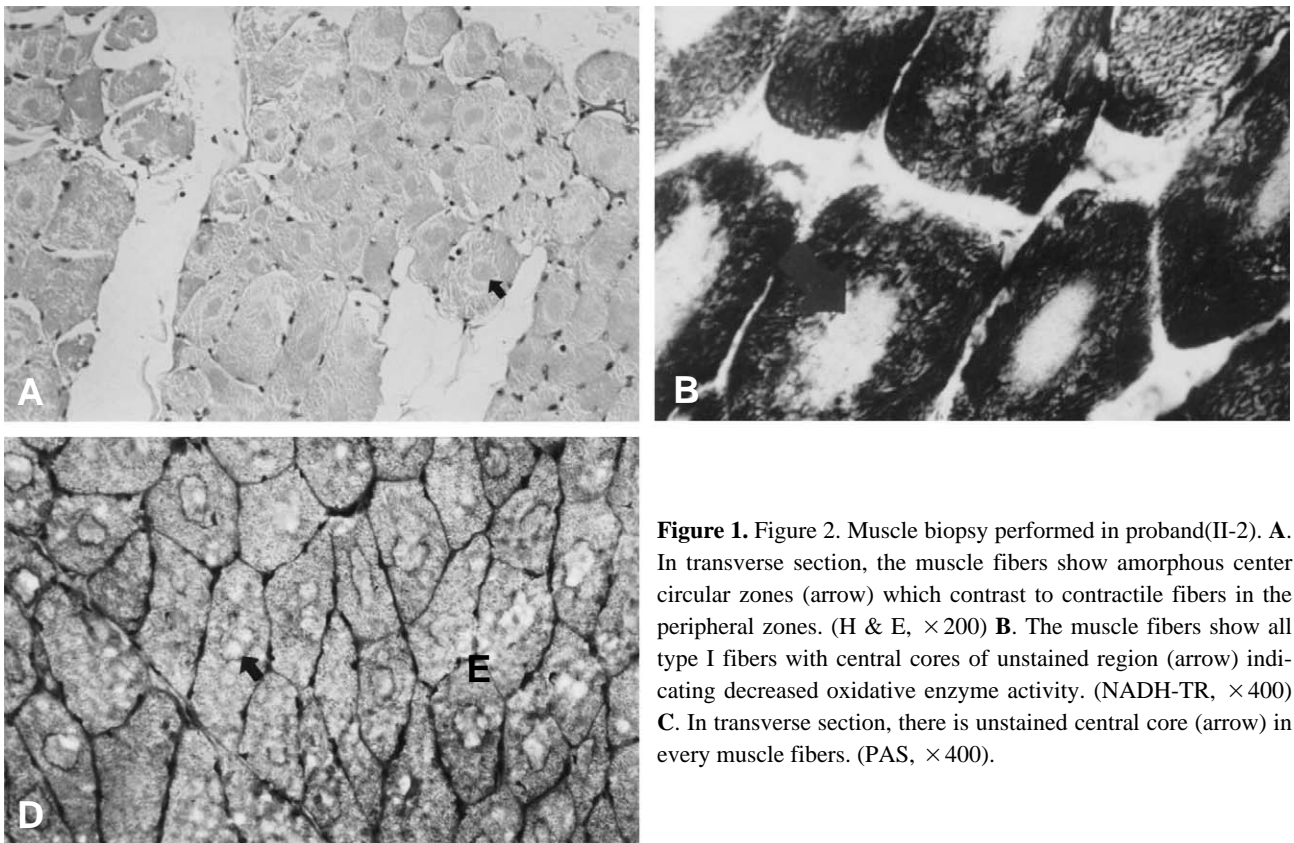 A
B
D
E
Figure 1. Figure 2. Muscle biopsy performed in proband(II-2). A.
In transverse section, the muscle fibers show amorphous center
circular zones (arrow) which contrast to contractile fibers in the
peripheral zones. (H & E, ×200) B. The muscle fibers show all
type I fibers with central cores of unstained region (arrow) indi-
cating decreased oxidative enzyme activity. (NADH-TR, ×400)
C. In transverse section, there is unstained central core (arrow) in
every muscle fibers. (PAS, ×400).